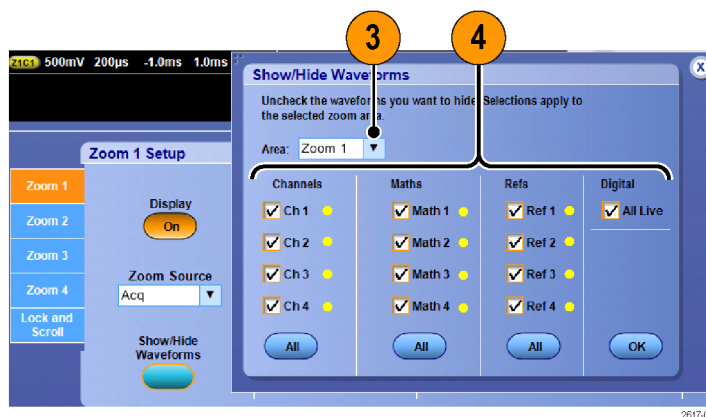 3 4
Z1C1 500mV 200µs -1.0ms 1.0ms
Show/Hide Waveforms
X
Uncheck the waveforms you want to hide. Selections apply to
the selected zoom area.
Area: Zoom 1
Zoom 1 Setup
Channels Maths Refs Digital
Zoom 1
Zoom 2
Zoom 3
Zoom 4
Lock and
Scroll
Display
On
Zoom Source
Acq
Show/Hide
Waveforms
Ch 1 Math 1 Ref 1 All Live
Ch 2 Math 2 Ref 2
Ch 3 Math 3 Ref 3
Ch 4 Math 4 Ref 4
All All All OK